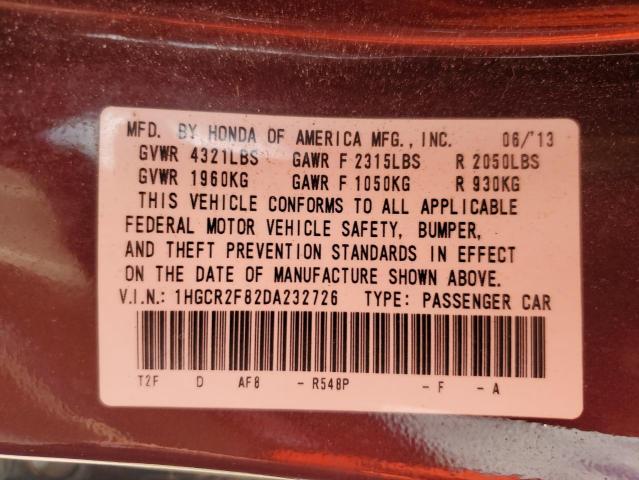 MFD. BY HONDA OF AMERICA MFG., INC. 06/'13
GVWR 4321LBS GAWR F 2315LBS R 2050LBS
GVWR 1960KG GAWR F 1050KG R 930KG
THIS VEHICLE CONFORMS TO ALL APPLICABLE
FEDERAL MOTOR VEHICLE SAFETY, BUMPER,
AND THEFT PREVENTION STANDARDS IN EFFECT
ON THE DATE OF MANUFACTURE SHOWN ABOVE.
V.I.N.: 1HGCR2F82DA232726 TYPE: PASSENGER CAR
T2F D AF8 - R548P - F - A